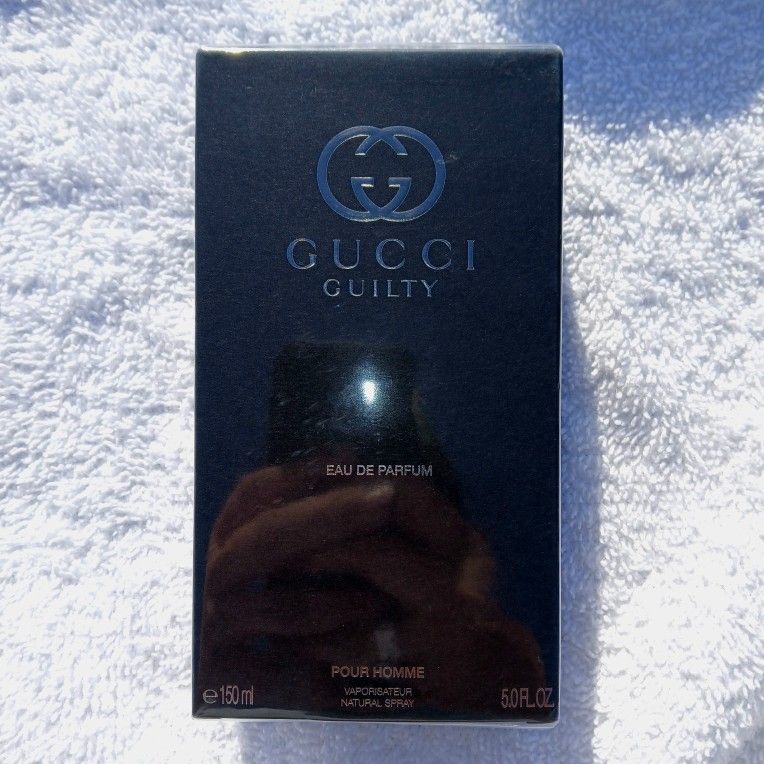 GUCCI
GUILTY
EAU DE PARFUM
POUR HOMME
VAPORISATEUR
NATURAL SPRAY
℮150 ml
5.0 FL.OZ